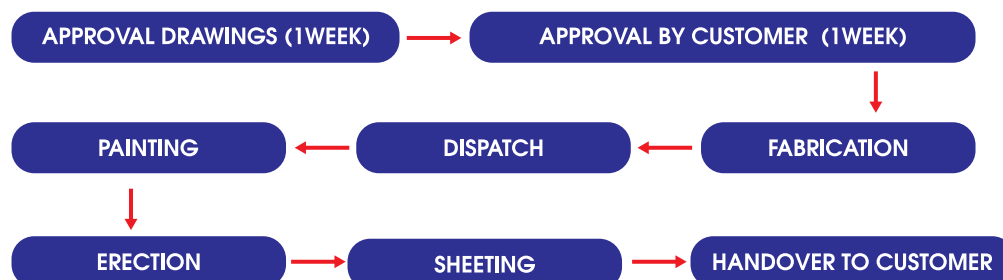 APPROVAL DRAWINGS (1WEEK)
APPROVAL BY CUSTOMER (1WEEK)
PAINTING
DISPATCH
FABRICATION
ERECTION
SHEETING
HANDOVER TO CUSTOMER